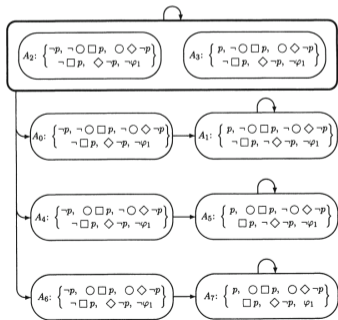 A₂: { ¬p, ¬○□p, ○◇¬p
¬□p, ◇¬p, ¬φ₁ }
A₃: { p, ¬○□p, ○◇¬p
¬□p, ◇¬p, ¬φ₁ }
A₀: { ¬p, ¬○□p, ¬○◇¬p
¬□p, ◇¬p, ¬φ₁ }
A₁: { p, ¬○□p, ¬○◇¬p
¬□p, ¬◇¬p, ¬φ₁ }
A₄: { ¬p, ○□p, ¬○◇¬p
¬□p, ◇¬p, ¬φ₁ }
A₅: { p, ○□p, ¬○◇¬p
□p, ¬◇¬p, ¬φ₁ }
A₆: { ¬p, ○□p, ○◇¬p
¬□p, ◇¬p, ¬φ₁ }
A₇: { p, ○□p, ○◇¬p
□p, ◇¬p, φ₁ }